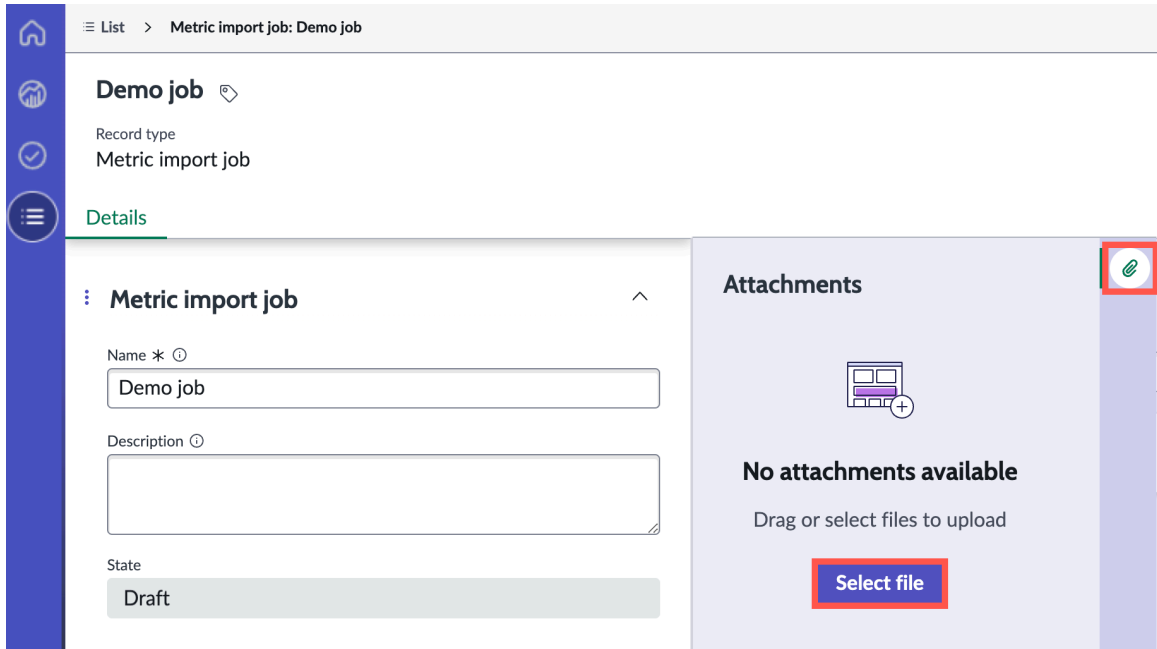 List > Metric import job: Demo job
Demo job
Record type
Metric import job
Details
Metric import job
Name *
Demo job
Description
State
Draft
Attachments
No attachments available
Drag or select files to upload
Select file